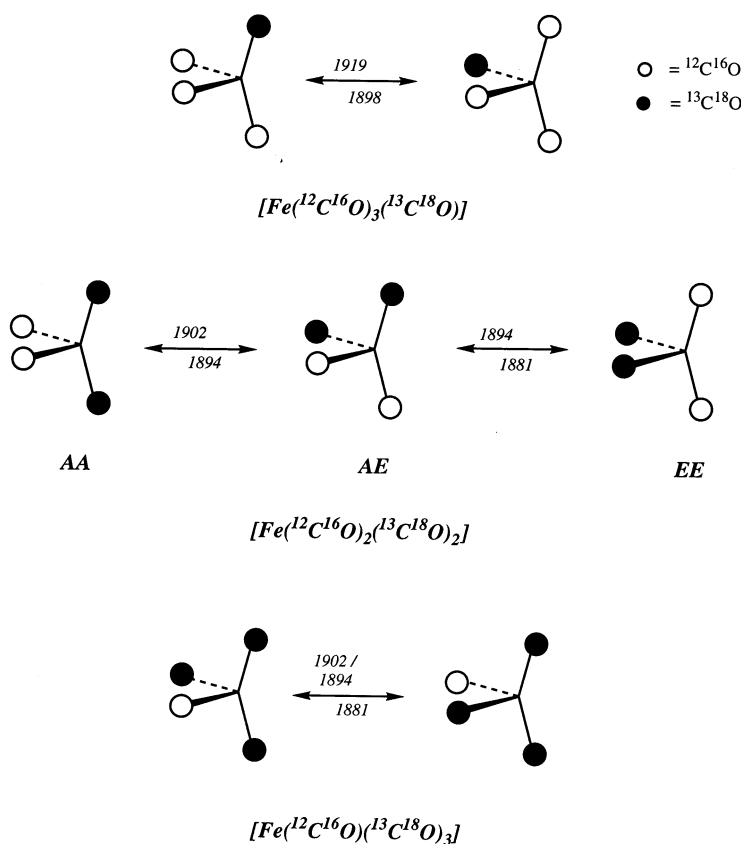 1919
1898
= ¹²C¹⁶O
= ¹³C¹⁸O
[Fe(¹²C¹⁶O)₃(¹³C¹⁸O)]
1902
1894
1894
1881
AA
AE
EE
[Fe(¹²C¹⁶O)₂(¹³C¹⁸O)₂]
1902 /
1894
1881
[Fe(¹²C¹⁶O)(¹³C¹⁸O)₃]